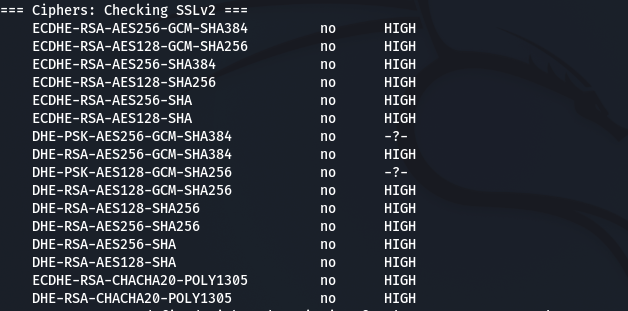 === Ciphers: Checking SSLv2 ===
ECDHE-RSA-AES256-GCM-SHA384 no HIGH
ECDHE-RSA-AES128-GCM-SHA256 no HIGH
ECDHE-RSA-AES256-SHA384 no HIGH
ECDHE-RSA-AES128-SHA256 no HIGH
ECDHE-RSA-AES256-SHA no HIGH
ECDHE-RSA-AES128-SHA no HIGH
DHE-PSK-AES256-GCM-SHA384 no -?-
DHE-RSA-AES256-GCM-SHA384 no HIGH
DHE-PSK-AES128-GCM-SHA256 no -?-
DHE-RSA-AES128-GCM-SHA256 no HIGH
DHE-RSA-AES128-SHA256 no HIGH
DHE-RSA-AES256-SHA256 no HIGH
DHE-RSA-AES256-SHA no HIGH
DHE-RSA-AES128-SHA no HIGH
ECDHE-RSA-CHACHA20-POLY1305 no HIGH
DHE-RSA-CHACHA20-POLY1305 no HIGH